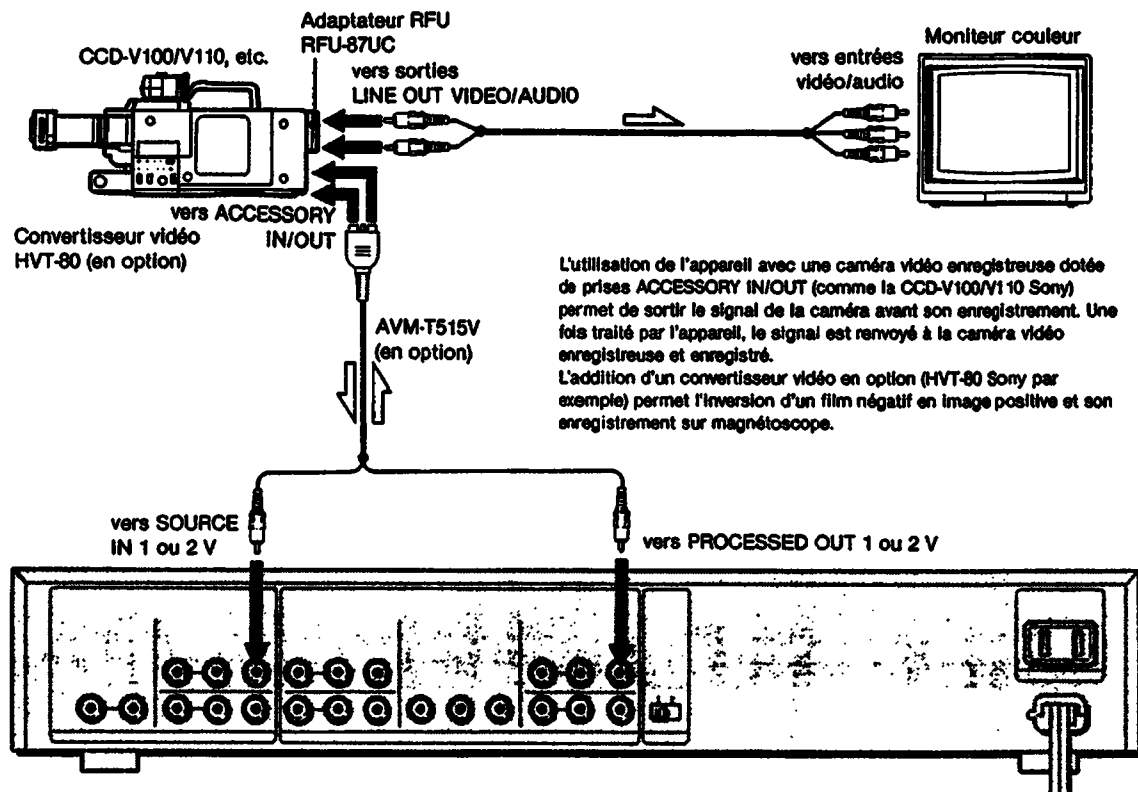 Adaptateur RFU
RFU-87UC
CCD-V100/V110, etc.
vers sorties
LINE OUT VIDEO/AUDIO
vers entrées
vidéo/audio
Moniteur couleur
vers ACCESSORY
IN/OUT
Convertisseur vidéo
HVT-80 (en option)
AVM-T515V
(en option)
L'utilisation de l'appareil avec une caméra vidéo enregistreuse dotée
de prises ACCESSORY IN/OUT (comme la CCD-V100/V110 Sony)
permet de sortir le signal de la caméra avant son enregistrement. Une
fois traité par l'appareil, le signal est renvoyé à la caméra vidéo
enregistreuse et enregistré.
L'addition d'un convertisseur vidéo en option (HVT-80 Sony par
exemple) permet l'inversion d'un film négatif en image positive et son
enregistrement sur magnétoscope.
vers SOURCE
IN 1 ou 2 V
vers PROCESSED OUT 1 ou 2 V